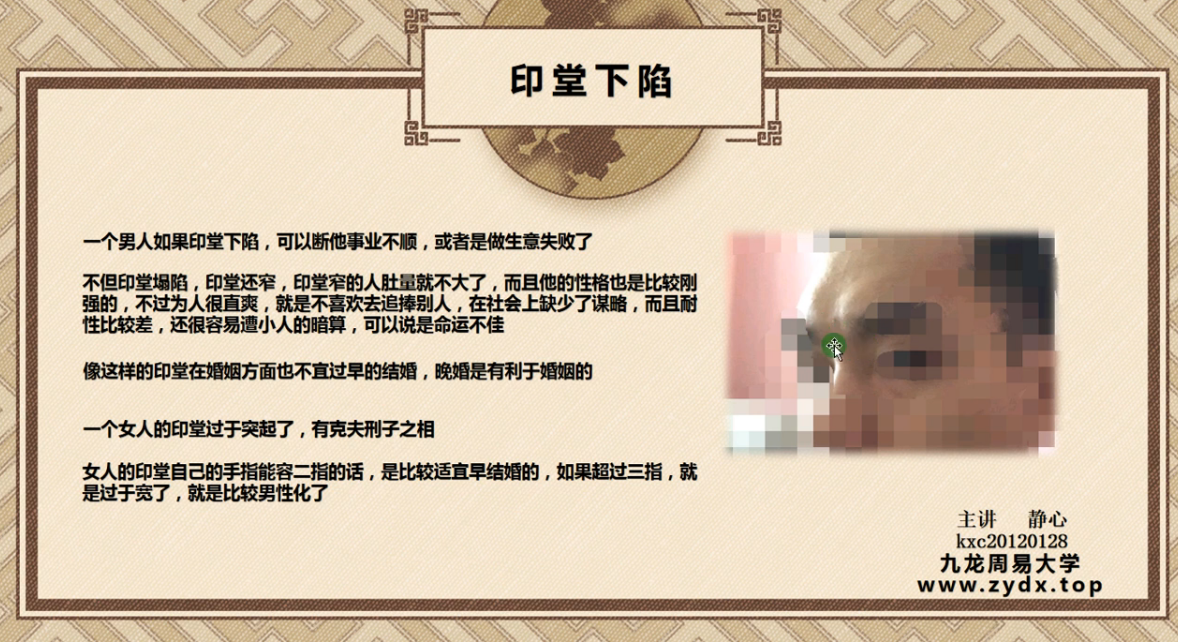 印堂下陷
一个男人如果印堂下陷，可以断他事业不顺，或者是做生意失败了
不但印堂塌陷，印堂还窄，印堂窄的人肚量就不大了，而且他的性格也是比较刚
强的，不过为人很直爽，就是不喜欢去追捧别人，在社会上缺少了谋略，而且耐
性比较差，还很容易遭小人的暗算，可以说是命运不佳
像这样的印堂在婚姻方面也不宜过早的结婚，晚婚是有利于婚姻的
一个女人的印堂过于突起了，有克夫刑子之相
女人的印堂自己的手指能容二指的话，是比较适宜早结婚的，如果超过三指，就
是过于宽了，就是比较男性化了
主讲 静心
kxc20120128
九龙周易大学
www.zydx.top